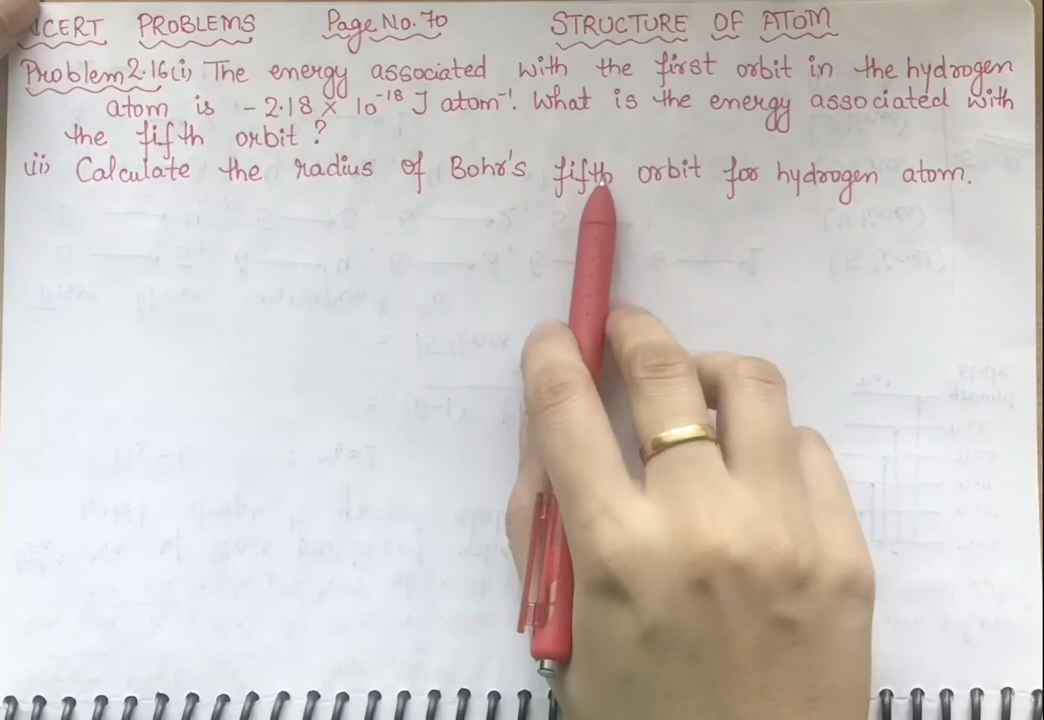 CERT PROBLEMS Page No. 70 STRUCTURE OF ATOM
Problem 2.16(i) The energy associated with the first orbit in the hydrogen
atom is -2.18 × 10⁻¹⁸ J atom⁻¹. What is the energy associated with
the fifth orbit?
ii) Calculate the radius of Bohr's fifth orbit for hydrogen atom.